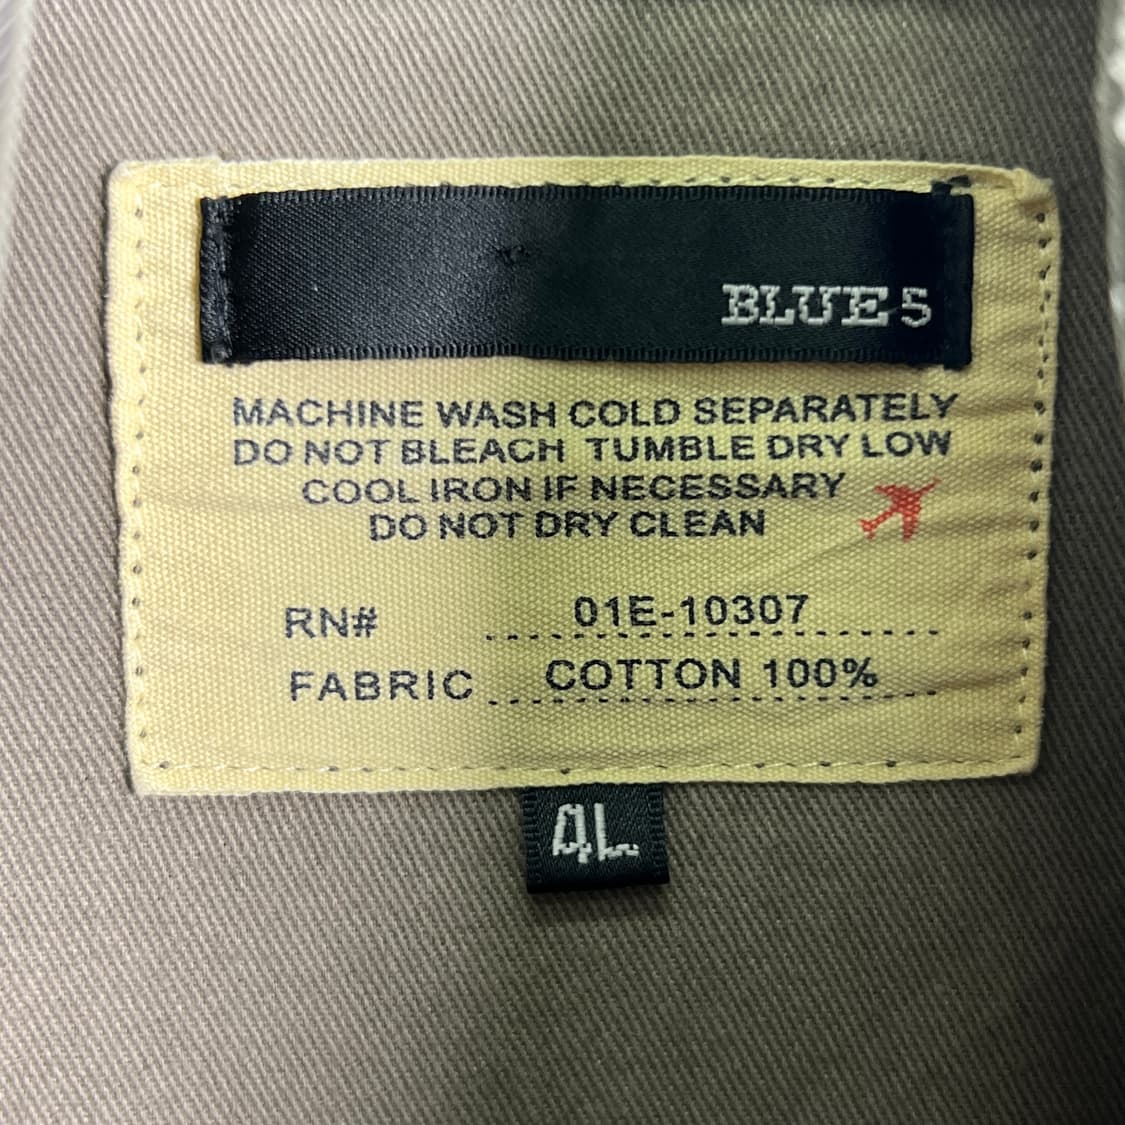 BLUE 5
MACHINE WASH COLD SEPARATELY
DO NOT BLEACH TUMBLE DRY LOW
COOL IRON IF NECESSARY
DO NOT DRY CLEAN
RN# 01E-10307
FABRIC COTTON 100%
4L